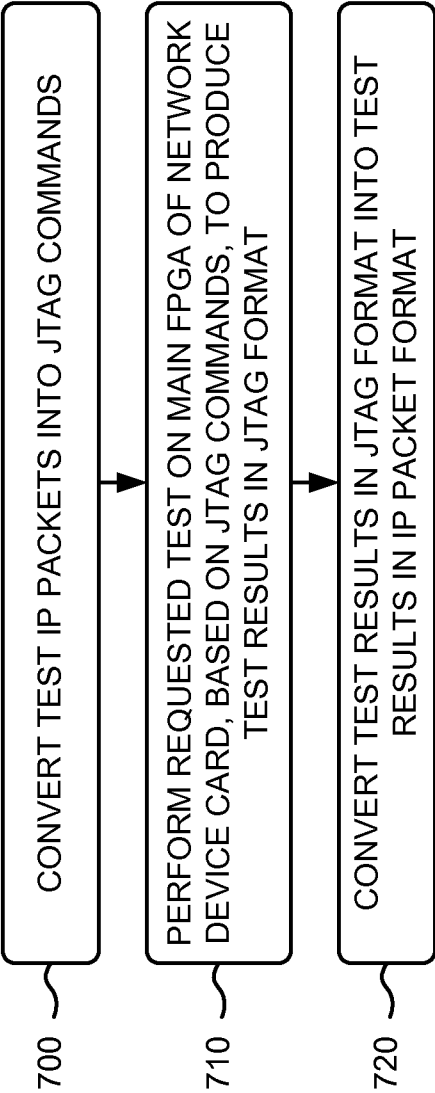 700
CONVERT TEST IP PACKETS INTO JTAG COMMANDS
710
PERFORM REQUESTED TEST ON MAIN FPGA OF NETWORK
DEVICE CARD, BASED ON JTAG COMMANDS, TO PRODUCE
TEST RESULTS IN JTAG FORMAT
720
CONVERT TEST RESULTS IN JTAG FORMAT INTO TEST
RESULTS IN IP PACKET FORMAT